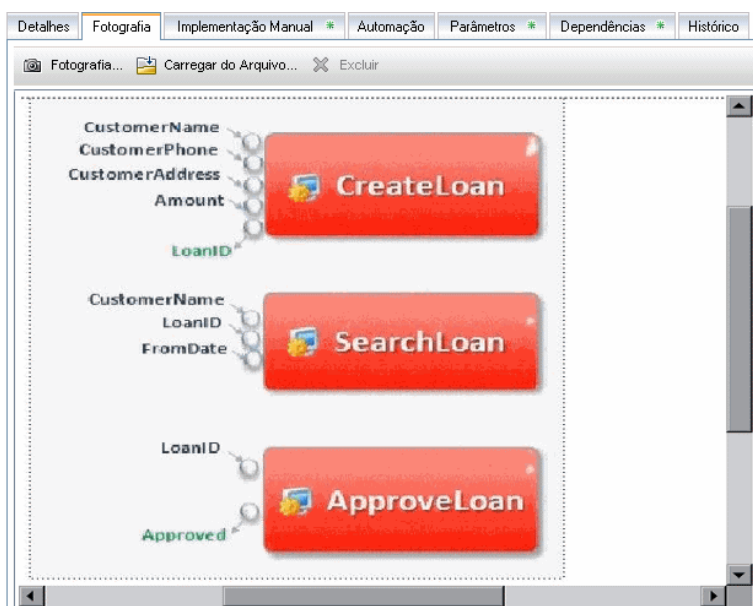 Detalhes Fotografia Implementação Manual * Automação Parâmetros * Dependências * Histórico
Fotografia... Carregar do Arquivo... Excluir
CustomerName
CustomerPhone
CustomerAddress
Amount
LoanID
CreateLoan
CustomerName
LoanID
FromDate
SearchLoan
LoanID
Approved
ApproveLoan